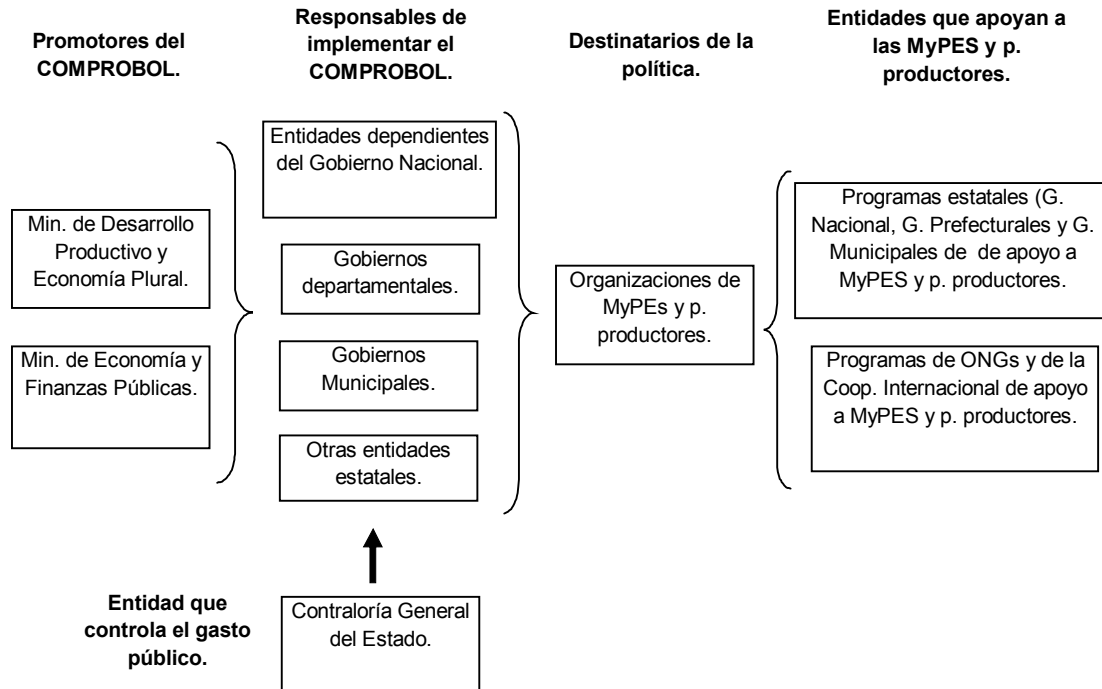 Promotores del
COMPROBOL.
Responsables de
implementar el
COMPROBOL.
Destinatarios de la
política.
Entidades que apoyan a
las MyPES y p.
productores.
Min. de Desarrollo
Productivo y
Economía Plural.
Min. de Economía y
Finanzas Públicas.
Entidades dependientes
del Gobierno Nacional.
Gobiernos
departamentales.
Gobiernos
Municipales.
Otras entidades
estatales.
Organizaciones de
MyPEs y p.
productores.
Programas estatales (G.
Nacional, G. Prefecturales y G.
Municipales de de apoyo a
MyPES y p. productores.
Programas de ONGs y de la
Coop. Internacional de apoyo
a MyPES y p. productores.
Entidad que
controla el gasto
público.
Contraloría General
del Estado.